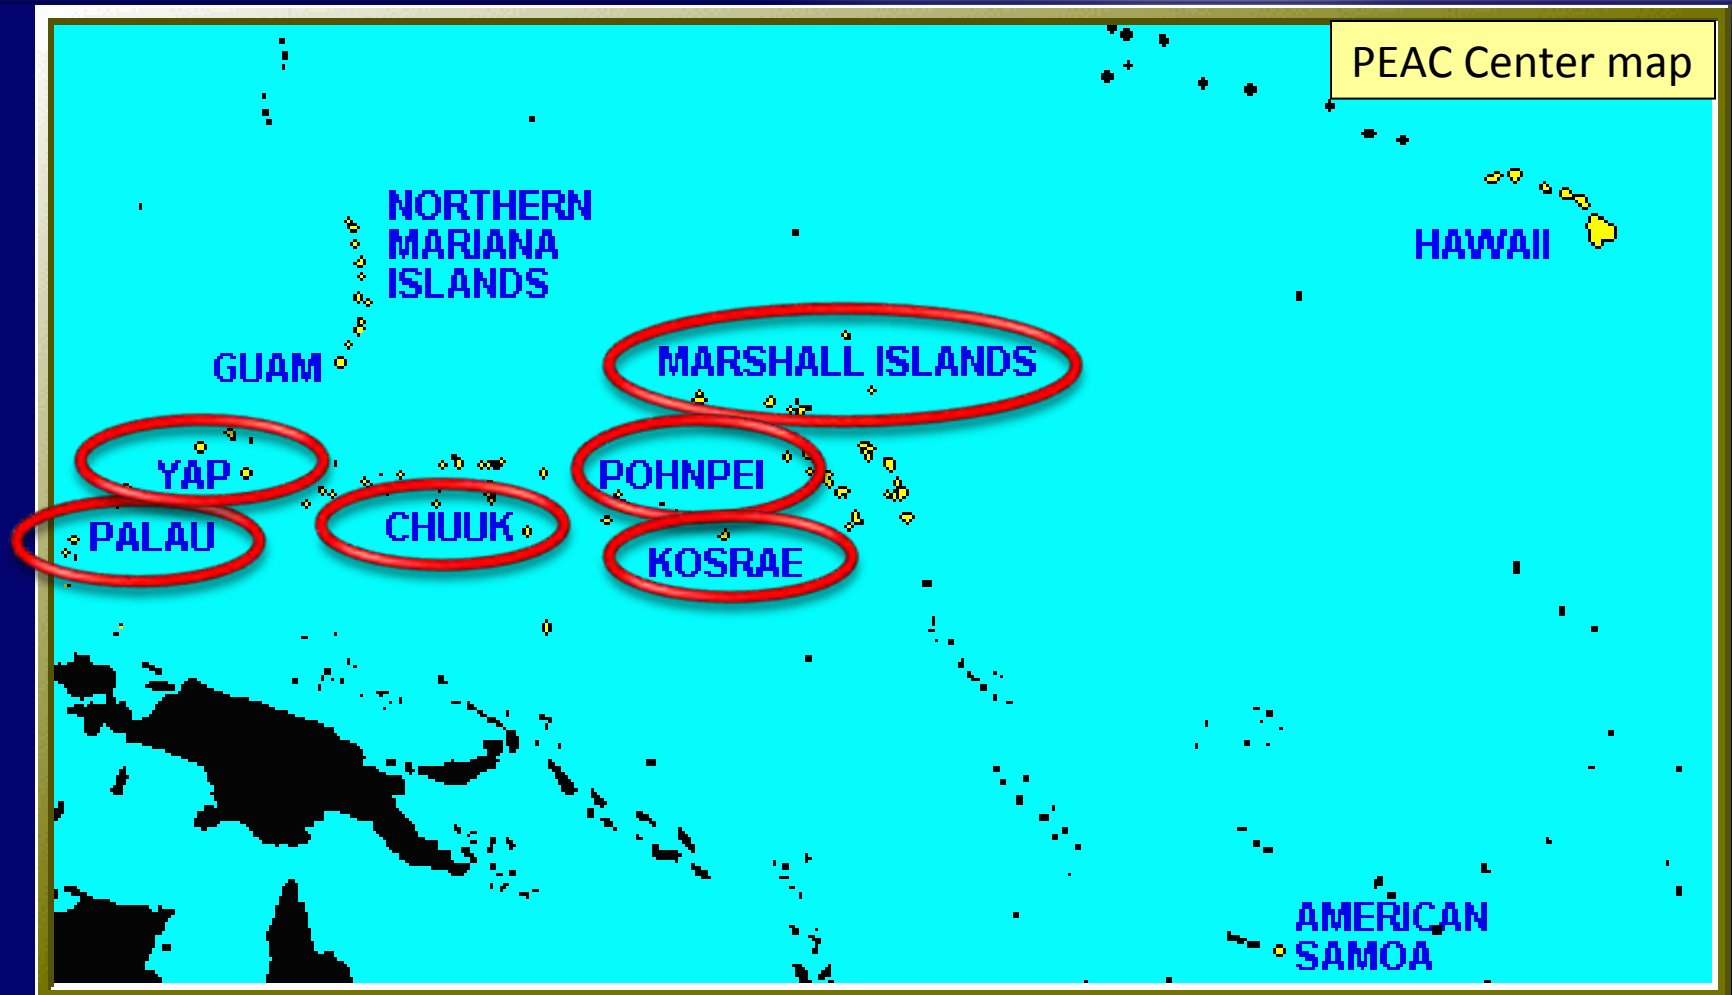 PEAC Center map
NORTHERN
MARIANA
ISLANDS
HAWAII
GUAM
MARSHALL ISLANDS
YAP
POHNPEI
PALAU
CHUUK
KOSRAE
AMERICAN
SAMOA